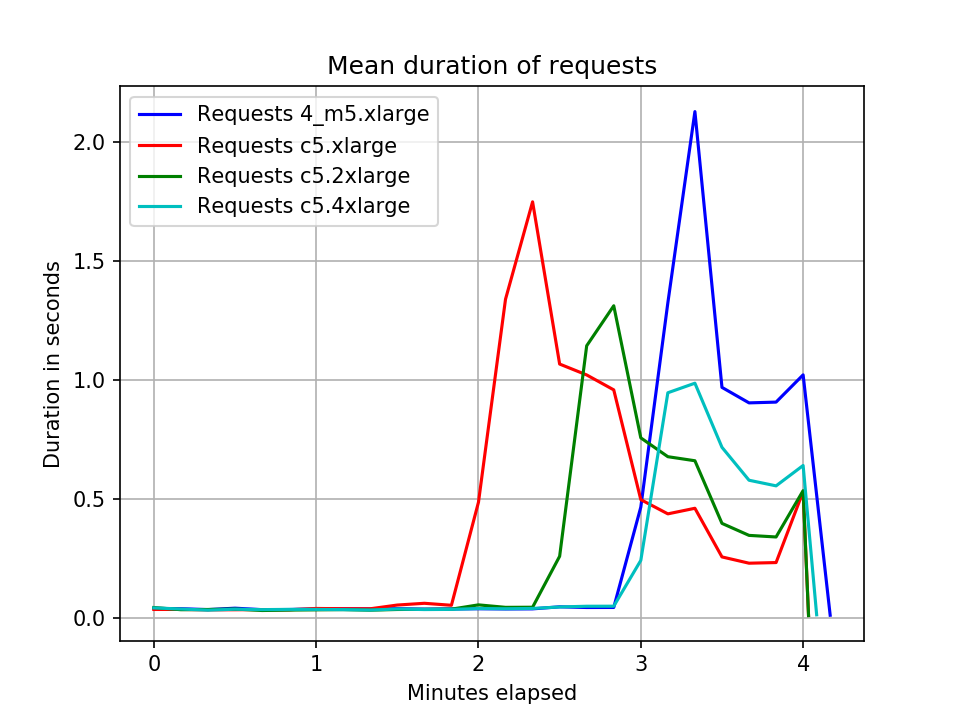 Mean duration of requests
Requests 4_m5.xlarge
Requests c5.xlarge
Requests c5.2xlarge
Requests c5.4xlarge
2.0
1.5
1.0
0.5
0.0
Duration in seconds
0 1 2 3 4
Minutes elapsed